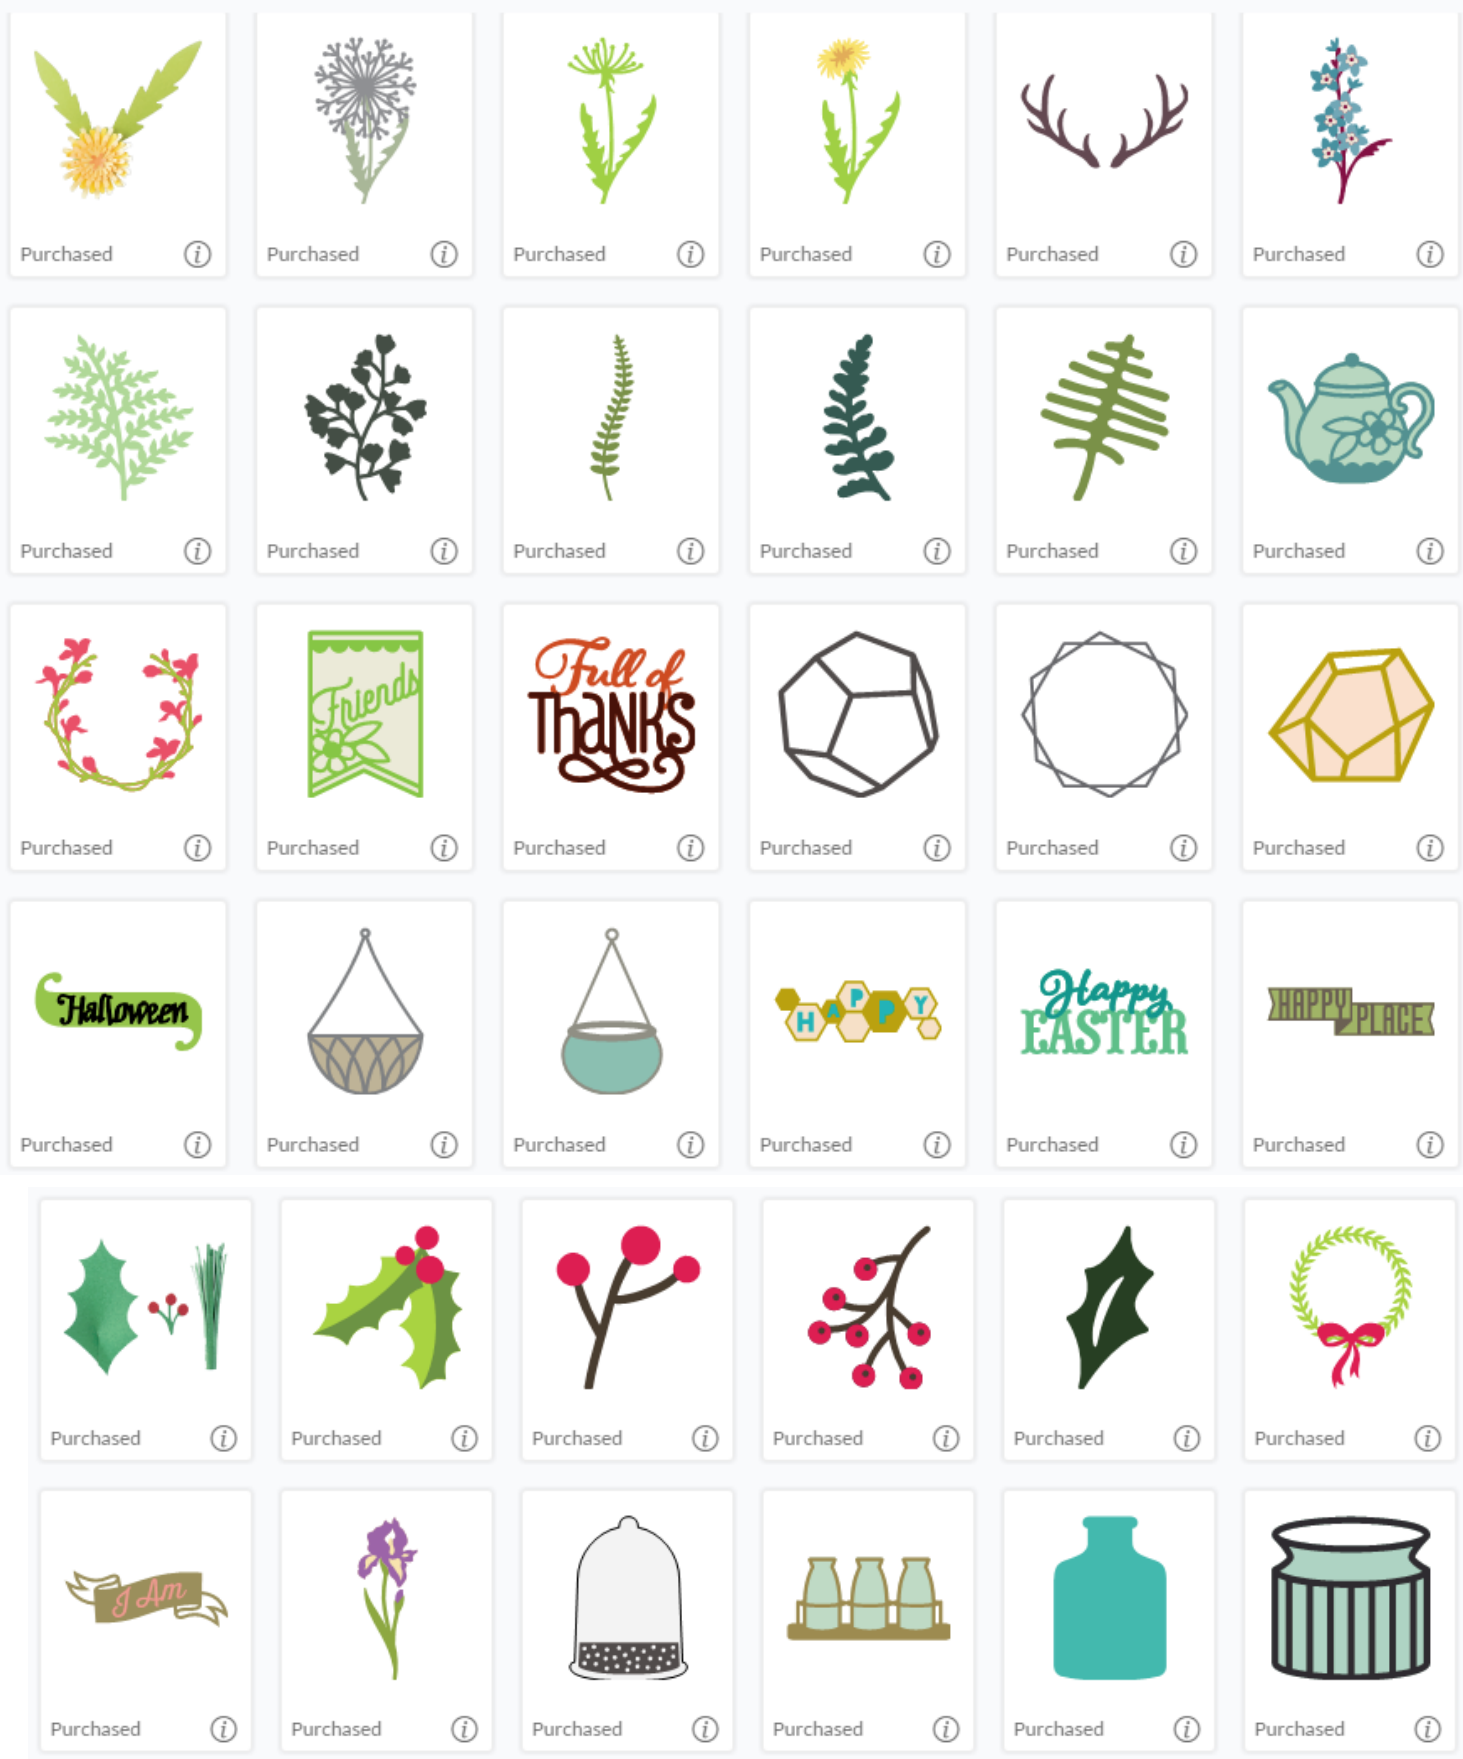 Purchased i Purchased i Purchased i Purchased i Purchased i Purchased i
Purchased i Purchased i Purchased i Purchased i Purchased i Purchased i
Friends
Full of
THaNKS
Purchased i Purchased i Purchased i Purchased i Purchased i Purchased i
Halloween
HAPPY
Happy
EASTER
HAPPY
PLACE
Purchased i Purchased i Purchased i Purchased i Purchased i Purchased i
Purchased i Purchased i Purchased i Purchased i Purchased i Purchased i
I Am
Purchased i Purchased i Purchased i Purchased i Purchased i Purchased i